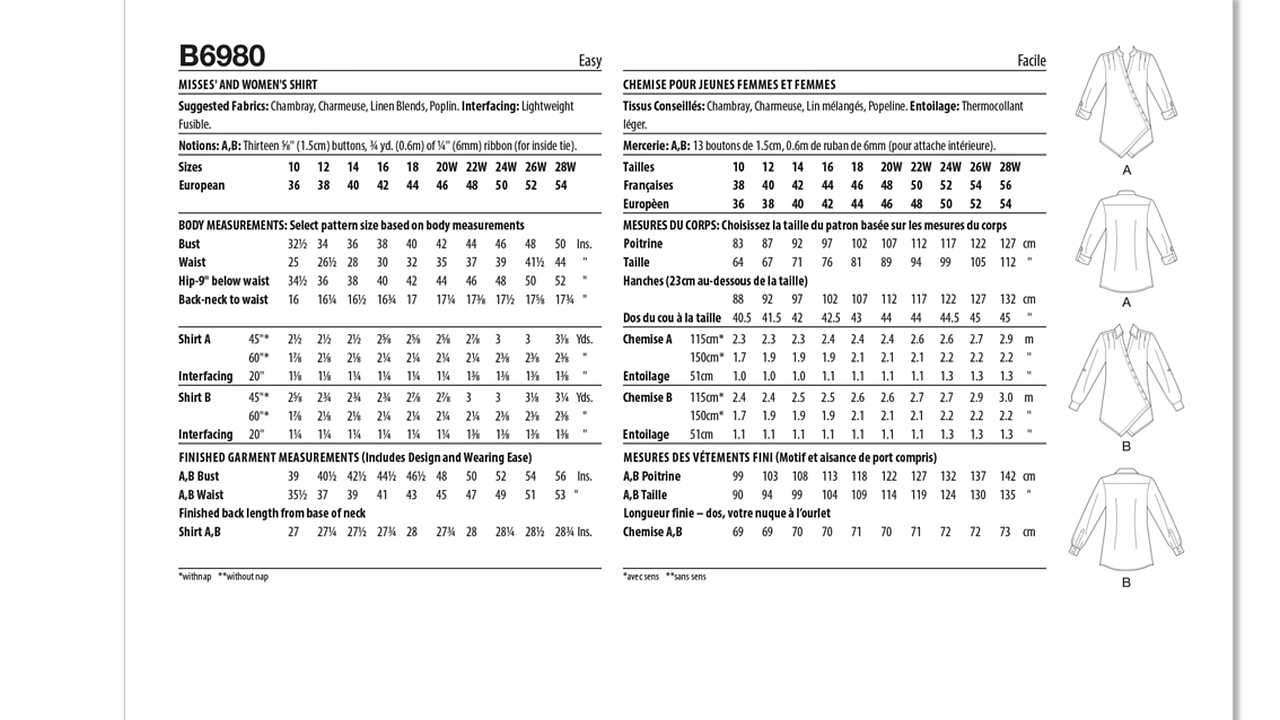 B6980 Easy
MISSES' AND WOMEN'S SHIRT
Suggested Fabrics: Chambray, Charmeuse, Linen Blends, Poplin. Interfacing: Lightweight
Fusible.
Notions: A,B: Thirteen ⅝" (1.5cm) buttons, ¾ yd. (0.6m) of ¼" (6mm) ribbon (for inside tie).
Sizes 10 12 14 16 18 20W 22W 24W 26W 28W
European 36 38 40 42 44 46 48 50 52 54
BODY MEASUREMENTS: Select pattern size based on body measurements
Bust 32½ 34 36 38 40 42 44 46 48 50 Ins.
Waist 25 26½ 28 30 32 35 37 39 41½ 44 "
Hip-9" below waist 34½ 36 38 40 42 44 46 48 50 52 "
Back-neck to waist 16 16¼ 16½ 16¾ 17 17¼ 17⅜ 17½ 17⅝ 17¾ "
Shirt A 45"* 2½ 2½ 2½ 2⅝ 2⅝ 2⅝ 2⅞ 3 3 3⅛ Yds.
60"* 1⅞ 2⅛ 2⅛ 2¼ 2¼ 2¼ 2¼ 2⅜ 2⅜ 2⅜ "
Interfacing 20" 1⅛ 1⅛ 1¼ 1¼ 1¼ 1¼ 1⅜ 1⅜ 1⅜ 1⅜ "
Shirt B 45"* 2⅝ 2¾ 2¾ 2¾ 2⅞ 2⅞ 3 3 3⅛ 3¼ Yds.
60"* 1⅞ 2⅛ 2⅛ 2¼ 2¼ 2¼ 2¼ 2⅜ 2⅜ 2⅜ "
Interfacing 20" 1¼ 1¼ 1¼ 1¼ 1¼ 1¼ 1⅜ 1⅜ 1⅜ 1⅜ "
FINISHED GARMENT MEASUREMENTS (Includes Design and Wearing Ease)
A,B Bust 39 40½ 42½ 44½ 46½ 48 50 52 54 56 Ins.
A,B Waist 35½ 37 39 41 43 45 47 49 51 53 "
Finished back length from base of neck
Shirt A,B 27 27¼ 27½ 27¾ 28 27¾ 28 28¼ 28½ 28¾ Ins.
*withnap **without nap
Facile
CHEMISE POUR JEUNES FEMMES ET FEMMES
Tissus Conseillés: Chambray, Charmeuse, Lin mélangés, Popeline. Entoilage: Thermocollant
léger.
Mercerie: A,B: 13 boutons de 1.5cm, 0.6m de ruban de 6mm (pour attache intérieure).
Tailles 10 12 14 16 18 20W 22W 24W 26W 28W
Françaises 38 40 42 44 46 48 50 52 54 56
Europèen 36 38 40 42 44 46 48 50 52 54
MESURES DU CORPS: Choisissez la taille du patron basée sur les mesures du corps
Poitrine 83 87 92 97 102 107 112 117 122 127 cm
Taille 64 67 71 76 81 89 94 99 105 112 "
Hanches (23cm au-dessous de la taille)
88 92 97 102 107 112 117 122 127 132 cm
Dos du cou à la taille 40.5 41.5 42 42.5 43 44 44 44.5 45 45 "
Chemise A 115cm* 2.3 2.3 2.3 2.4 2.4 2.4 2.6 2.6 2.7 2.9 m
150cm* 1.7 1.9 1.9 1.9 2.1 2.1 2.1 2.2 2.2 2.2 "
Entoilage 51cm 1.0 1.0 1.0 1.1 1.1 1.1 1.1 1.3 1.3 1.3 "
Chemise B 115cm* 2.4 2.4 2.5 2.5 2.6 2.6 2.7 2.7 2.9 3.0 m
150cm* 1.7 1.9 1.9 1.9 2.1 2.1 2.1 2.2 2.2 2.2 "
Entoilage 51cm 1.1 1.1 1.1 1.1 1.1 1.1 1.1 1.3 1.3 1.3 "
MESURES DES VÉTEMENTS FINI (Motif et aisance de port compris)
A,B Poitrine 99 103 108 113 118 122 127 132 137 142 cm
A,B Taille 90 94 99 104 109 114 119 124 130 135 "
Longueur finie – dos, votre nuque à l'ourlet
Chemise A,B 69 69 70 70 71 70 71 72 72 73 cm
*avec sens **sans sens
A
A
B
B